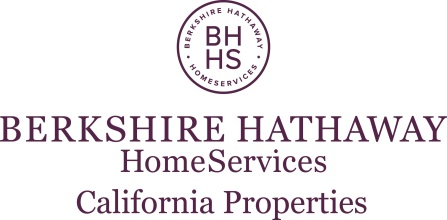 BERKSHIRE HATHAWAY
BH
HS
HOMESERVICES
BERKSHIRE HATHAWAY
HomeServices
California Properties